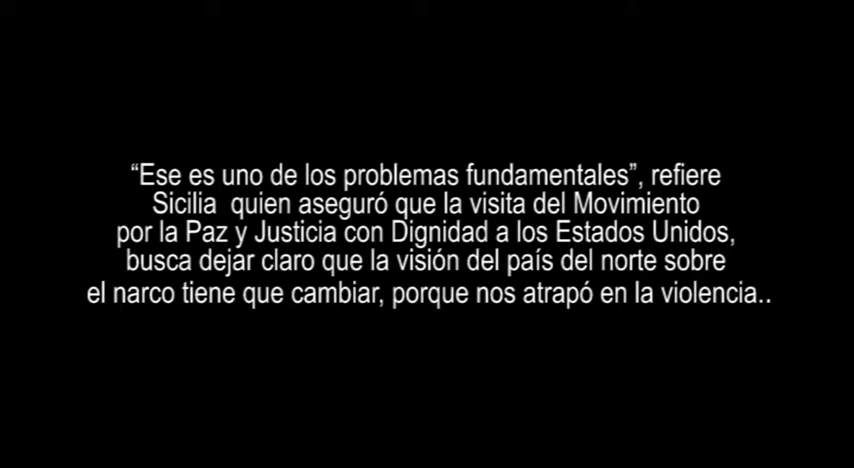 “Ese es uno de los problemas fundamentales”, refiere
Sicilia  quien aseguró que la visita del Movimiento
por la Paz y Justicia con Dignidad a los Estados Unidos,
busca dejar claro que la visión del país del norte sobre
el narco tiene que cambiar, porque nos atrapó en la violencia..